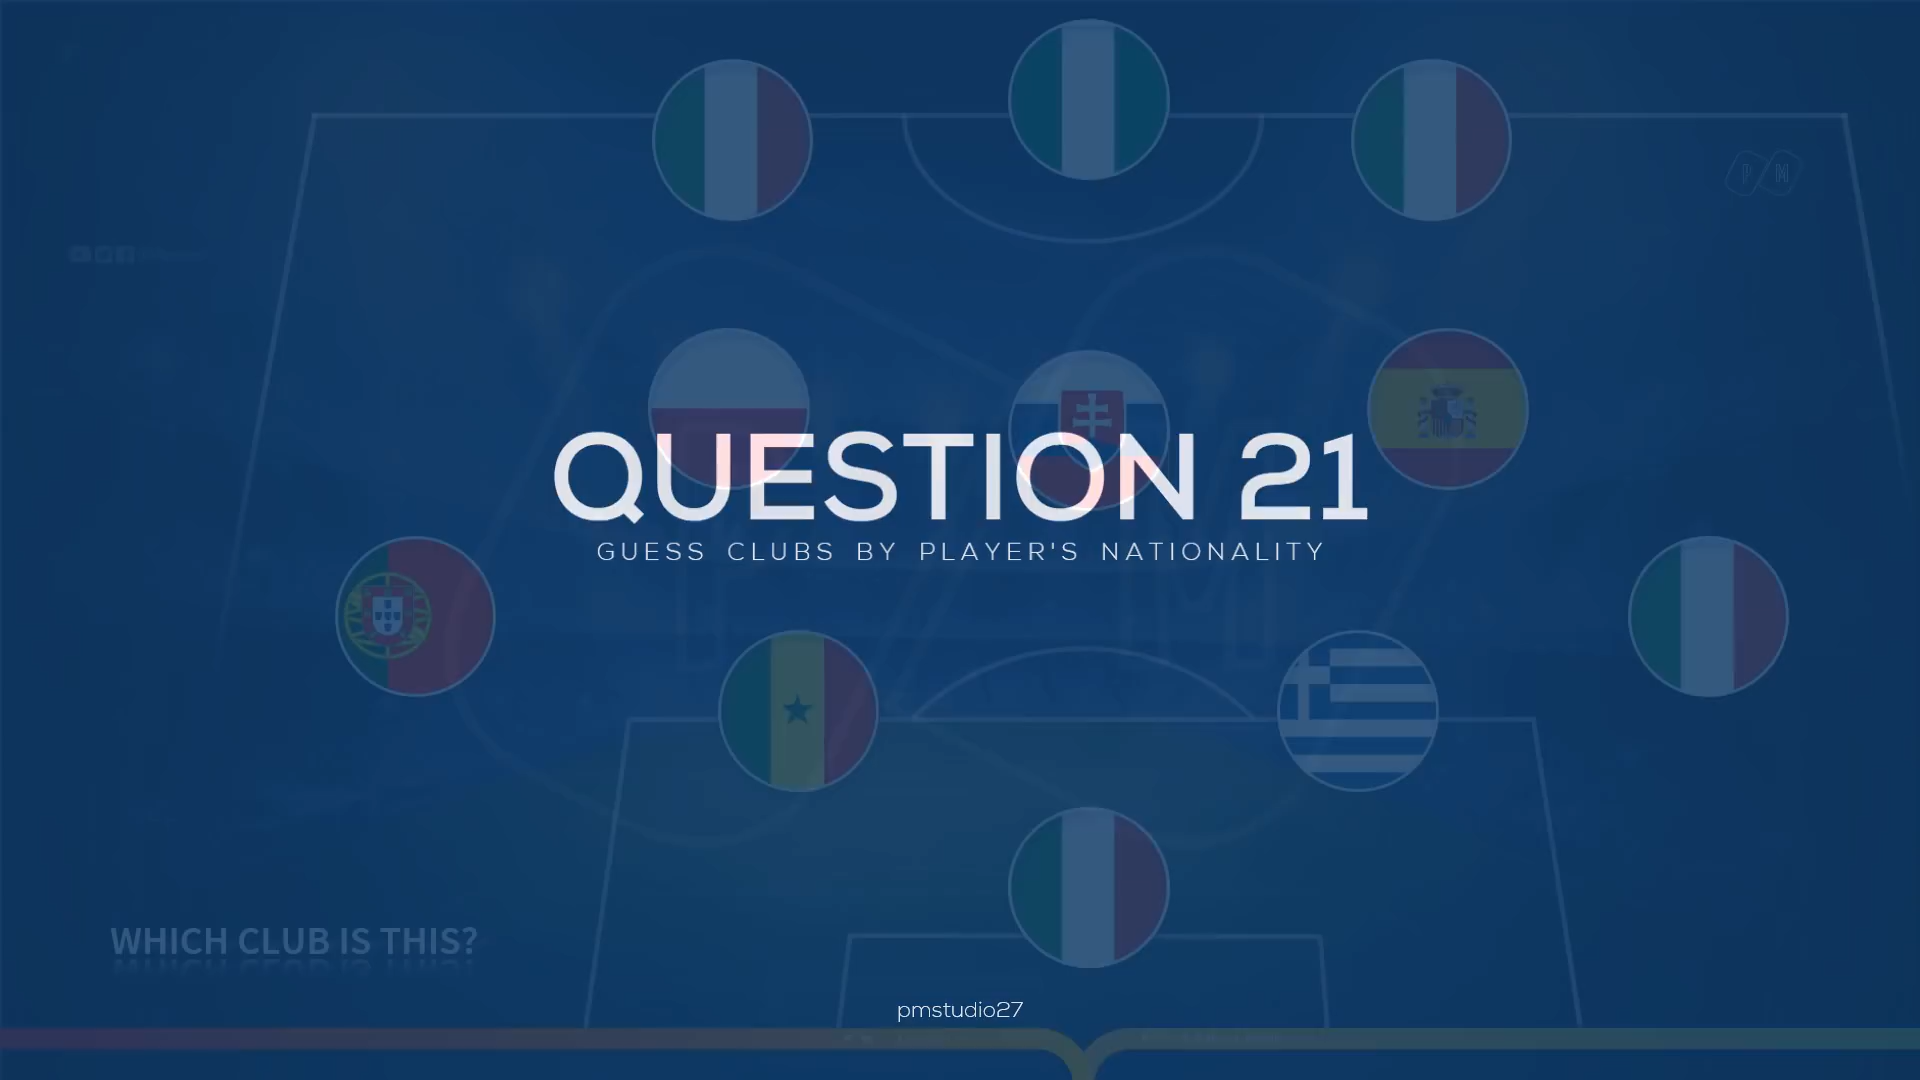 P M
QUESTION 21
GUESS CLUBS BY PLAYER'S NATIONALITY
WHICH CLUB IS THIS?
pmstudio27